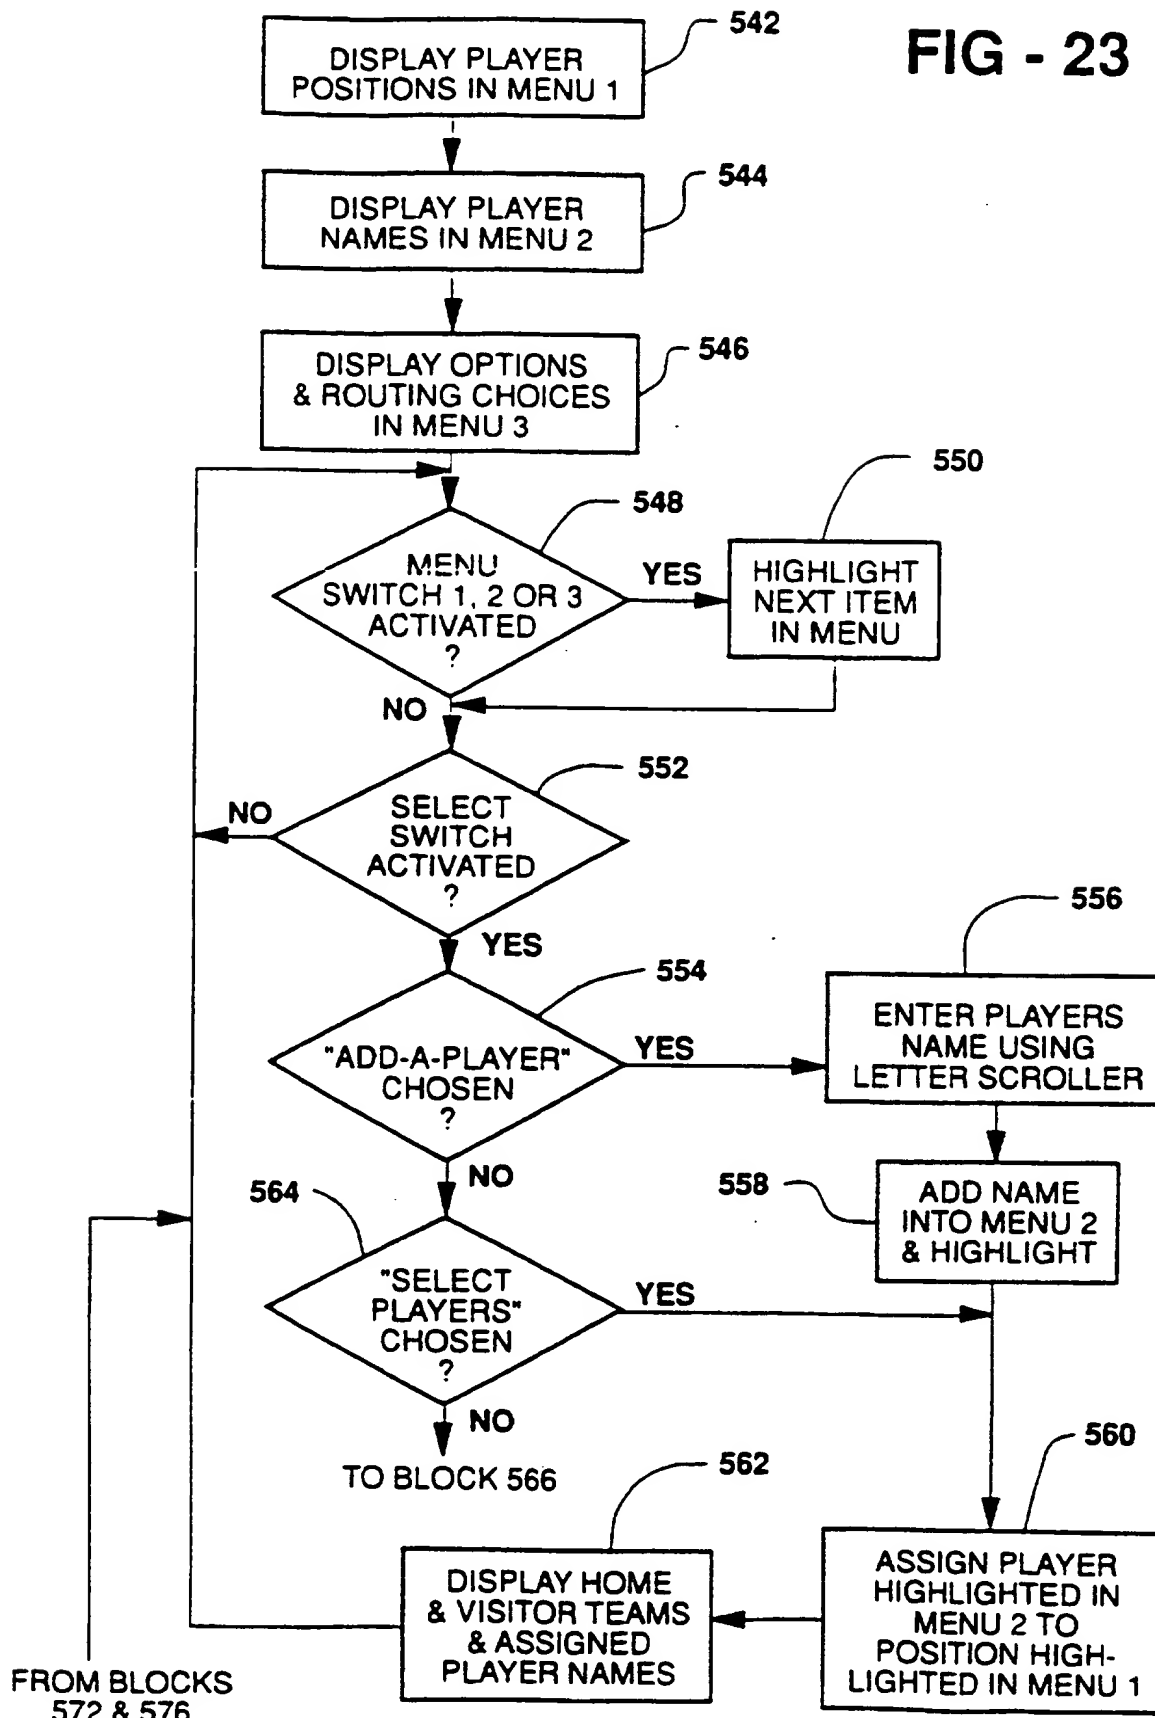 542
FIG - 23
DISPLAY PLAYER
POSITIONS IN MENU 1
544
DISPLAY PLAYER
NAMES IN MENU 2
546
DISPLAY OPTIONS
& ROUTING CHOICES
IN MENU 3
550
548
MENU
SWITCH 1, 2 OR 3
ACTIVATED
?
YES
HIGHLIGHT
NEXT ITEM
IN MENU
NO
552
SELECT
SWITCH
ACTIVATED
?
NO
YES
556
554
"ADD-A-PLAYER"
CHOSEN
?
YES
ENTER PLAYERS
NAME USING
LETTER SCROLLER
NO
564
558
ADD NAME
INTO MENU 2
& HIGHLIGHT
"SELECT
PLAYERS"
CHOSEN
?
YES
NO
TO BLOCK 566
562
560
DISPLAY HOME
& VISITOR TEAMS
& ASSIGNED
PLAYER NAMES
ASSIGN PLAYER
HIGHLIGHTED IN
MENU 2 TO
POSITION HIGH-
LIGHTED IN MENU 1
FROM BLOCKS
572 & 576